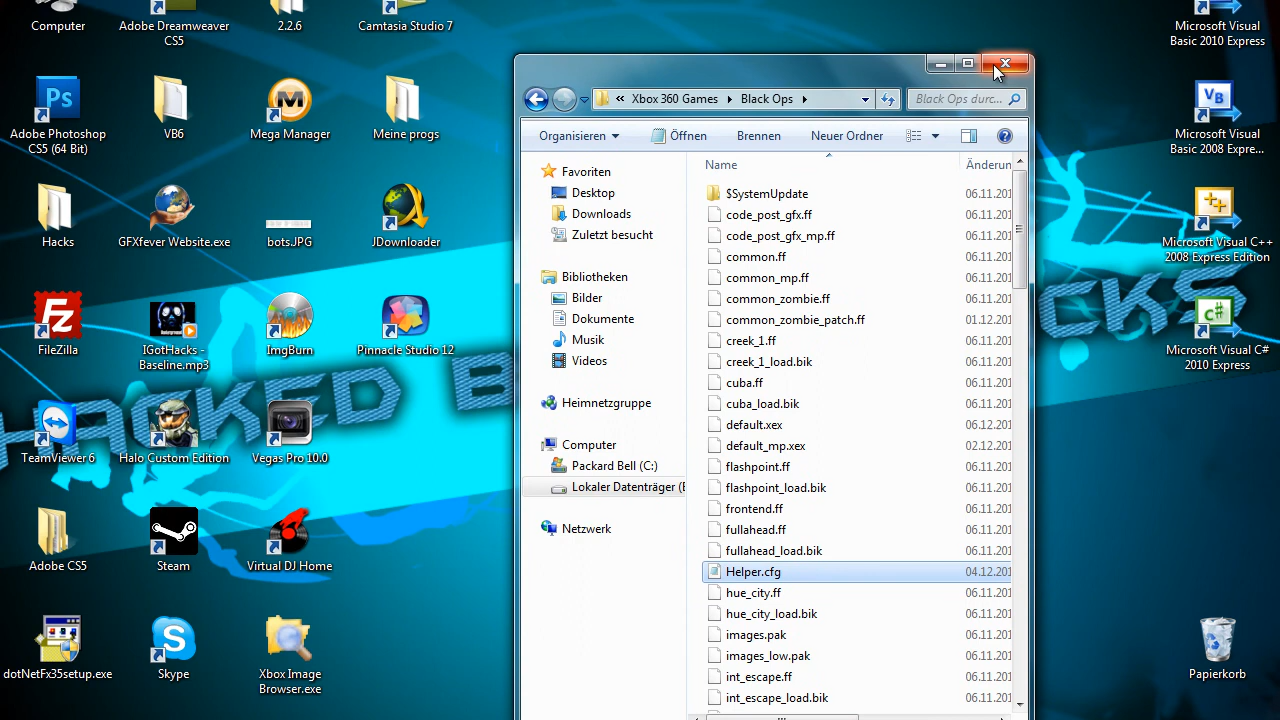 Computer
Adobe Dreamweaver
CS5
2.2.6
Camtasia Studio 7
Adobe Photoshop
CS5 (64 Bit)
VB6
Mega Manager
Meine progs
Hacks
GFXfever Website.exe
bots.JPG
JDownloader
FileZilla
IGotHacks -
Baseline.mp3
ImgBurn
Pinnacle Studio 12
TeamViewer 6
Halo Custom Edition
Vegas Pro 10.0
Adobe CS5
Steam
Virtual DJ Home
dotNetFx35setup.exe
Skype
Xbox Image
Browser.exe
HACKED B
CKS
« Xbox 360 Games Black Ops
Black Ops durc...
Organisieren Öffnen Brennen Neuer Ordner
Favoriten
Desktop
Downloads
Zuletzt besucht
Bibliotheken
Bilder
Dokumente
Musik
Videos
Heimnetzgruppe
Computer
Packard Bell (C:)
Lokaler Datenträger (
Netzwerk
Name Änderun
$SystemUpdate 06.11.201
code_post_gfx.ff 06.11.201
code_post_gfx_mp.ff 06.11.201
common.ff 06.11.201
common_mp.ff 06.11.201
common_zombie.ff 06.11.201
common_zombie_patch.ff 01.12.201
creek_1.ff 06.11.201
creek_1_load.bik 06.11.201
cuba.ff 06.11.201
cuba_load.bik 06.11.201
default.xex 06.12.201
default_mp.xex 02.12.201
flashpoint.ff 06.11.201
flashpoint_load.bik 06.11.201
frontend.ff 06.11.201
fullahead.ff 06.11.201
fullahead_load.bik 06.11.201
Helper.cfg 04.12.201
hue_city.ff 06.11.201
hue_city_load.bik 06.11.201
images.pak 06.11.201
images_low.pak 06.11.201
int_escape.ff 06.11.201
int_escape_load.bik 06.11.201
Microsoft Visual
Basic 2010 Express
Microsoft Visual
Basic 2008 Expre...
Microsoft Visual C++
2008 Express Edition
Microsoft Visual C#
2010 Express
Papierkorb